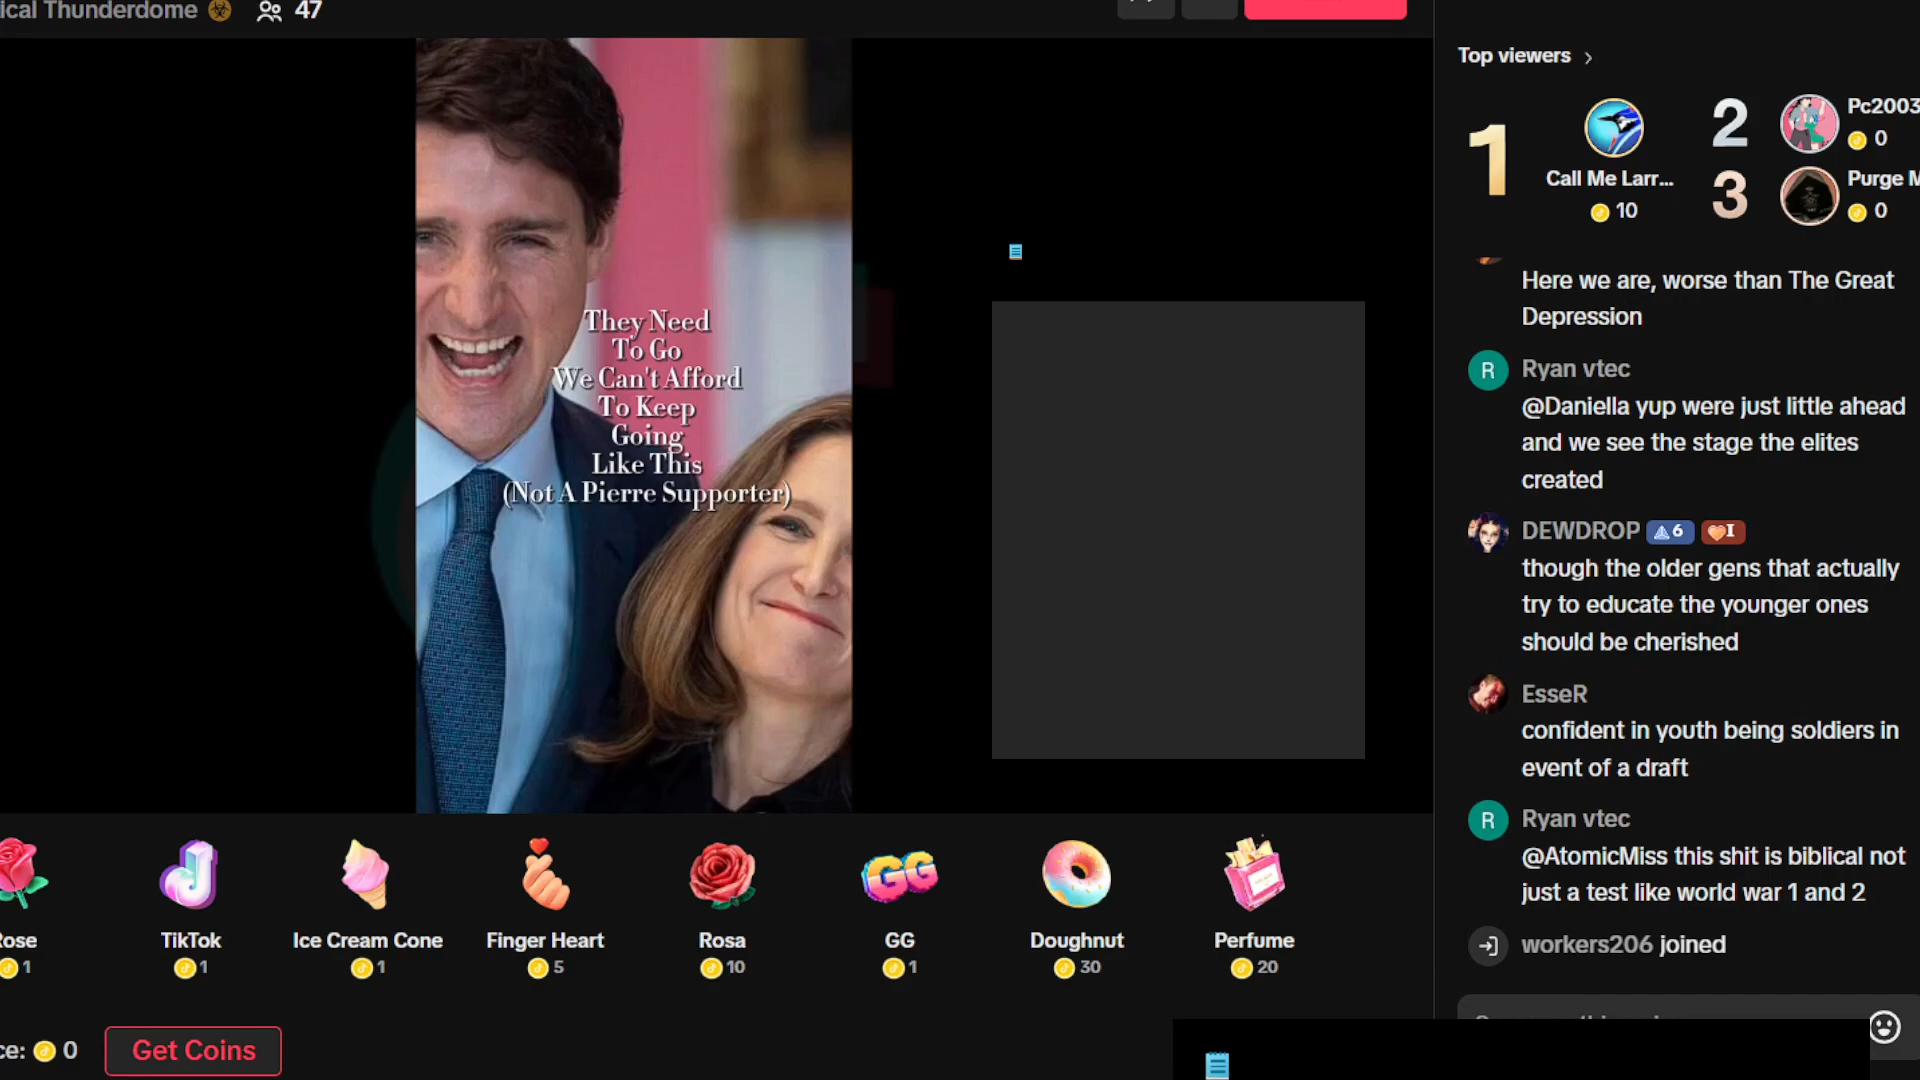 ical Thunderdome 47
They Need
To Go
We Can't Afford
To Keep
Going
Like This
(Not A Pierre Supporter)
Top viewers >
1
Call Me Larr...
10
2
Pc2003
0
3
Purge M
0
Here we are, worse than The Great
Depression
R
Ryan vtec
@Daniella yup were just little ahead
and we see the stage the elites
created
DEWDROP 6 I
though the older gens that actually
try to educate the younger ones
should be cherished
EsseR
confident in youth being soldiers in
event of a draft
R
Ryan vtec
@AtomicMiss this shit is biblical not
just a test like world war 1 and 2
workers206 joined
GG
Rose
1
TikTok
1
Ice Cream Cone
1
Finger Heart
5
Rosa
10
GG
1
Doughnut
30
Perfume
20
ce: 0
Get Coins